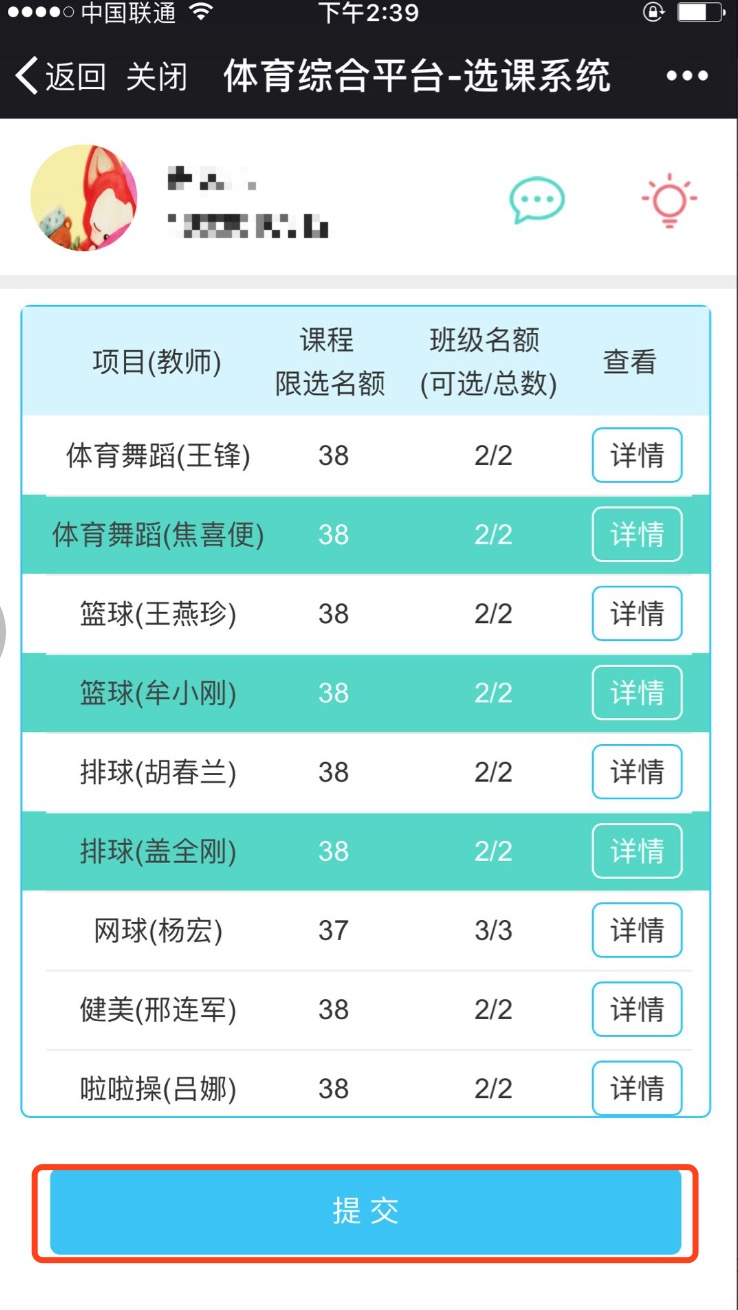 中国联通 下午2:39
返回 关闭 体育综合平台-选课系统
项目(教师) 课程限选名额 班级名额(可选/总数) 查看
体育舞蹈(王锋) 38 2/2 详情
体育舞蹈(焦喜便) 38 2/2 详情
篮球(王燕珍) 38 2/2 详情
篮球(牟小刚) 38 2/2 详情
排球(胡春兰) 38 2/2 详情
排球(盖全刚) 38 2/2 详情
网球(杨宏) 37 3/3 详情
健美(邢连军) 38 2/2 详情
啦啦操(吕娜) 38 2/2 详情
提交